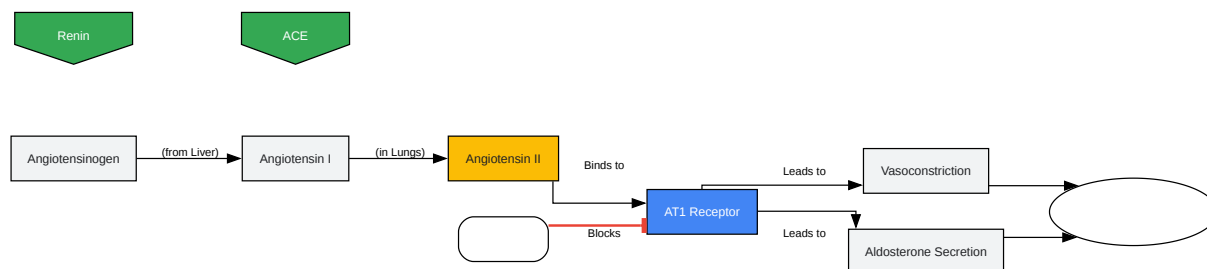 Renin
ACE
Angiotensinogen
(from Liver)
Angiotensin I
(in Lungs)
Angiotensin II
Binds to
AT1 Receptor
Blocks
Leads to
Vasoconstriction
Leads to
Aldosterone Secretion